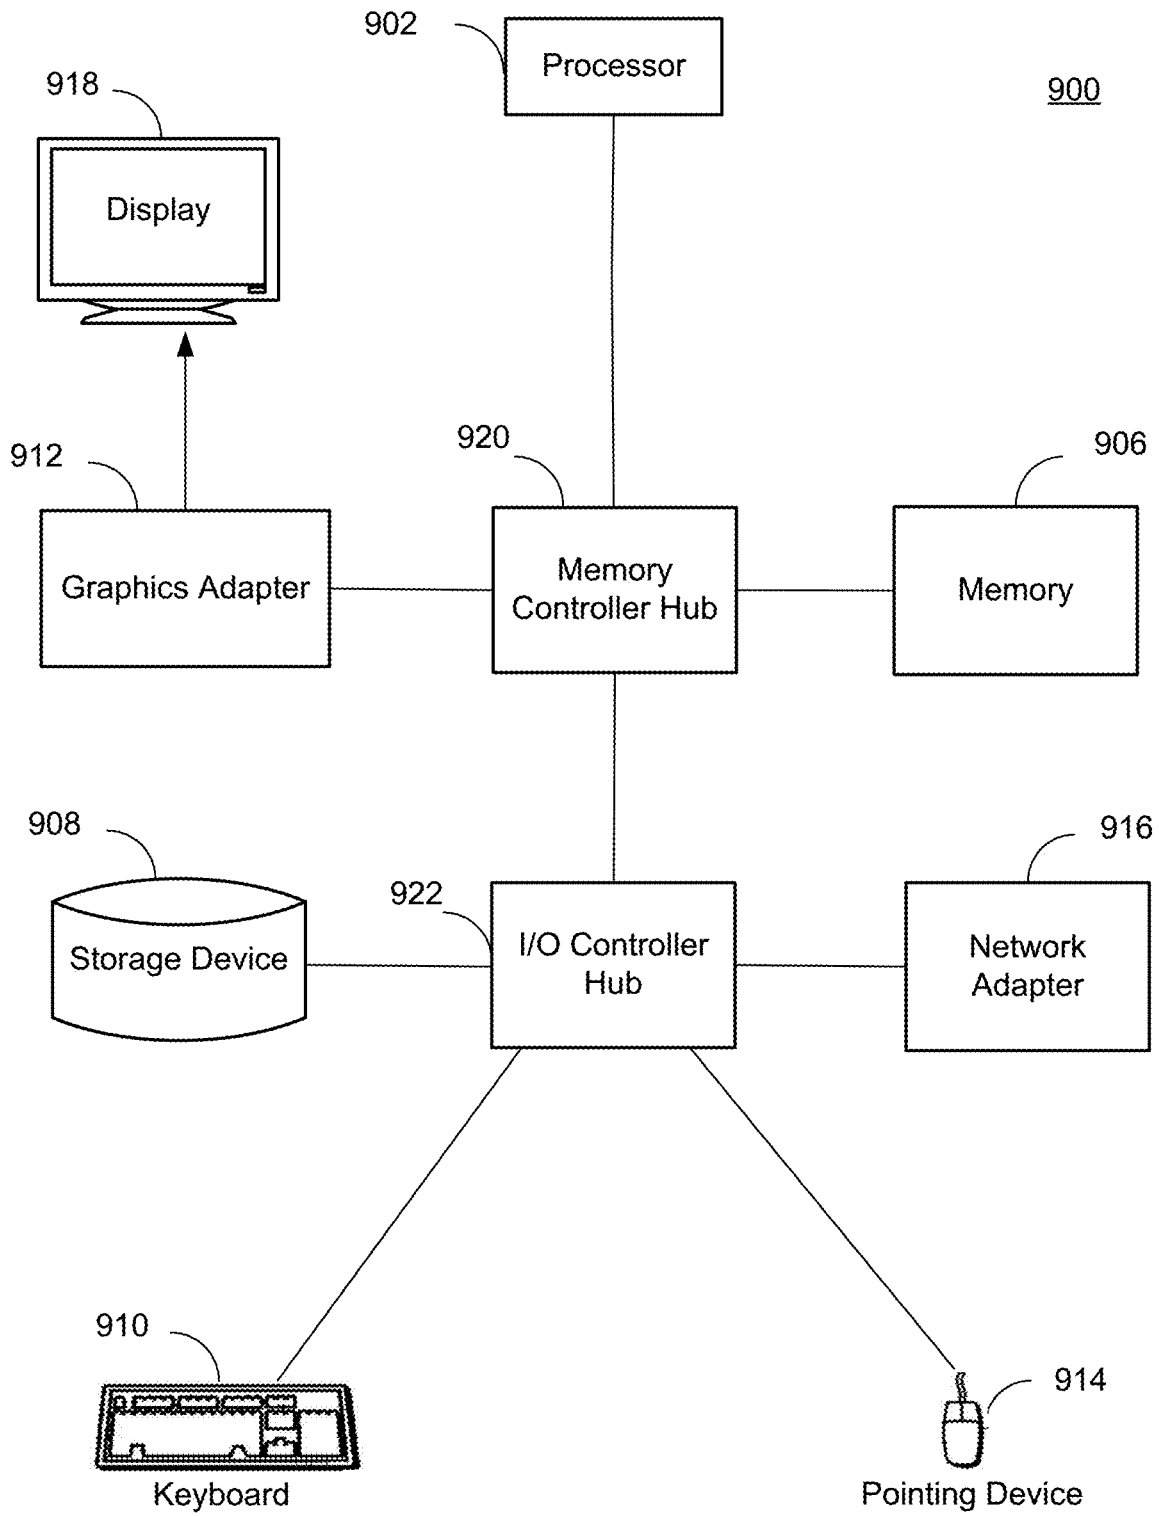 902
Processor
900
918
Display
912
Graphics Adapter
920
Memory
Controller Hub
906
Memory
908
Storage Device
922
I/O Controller
Hub
916
Network
Adapter
910
Keyboard
914
Pointing Device